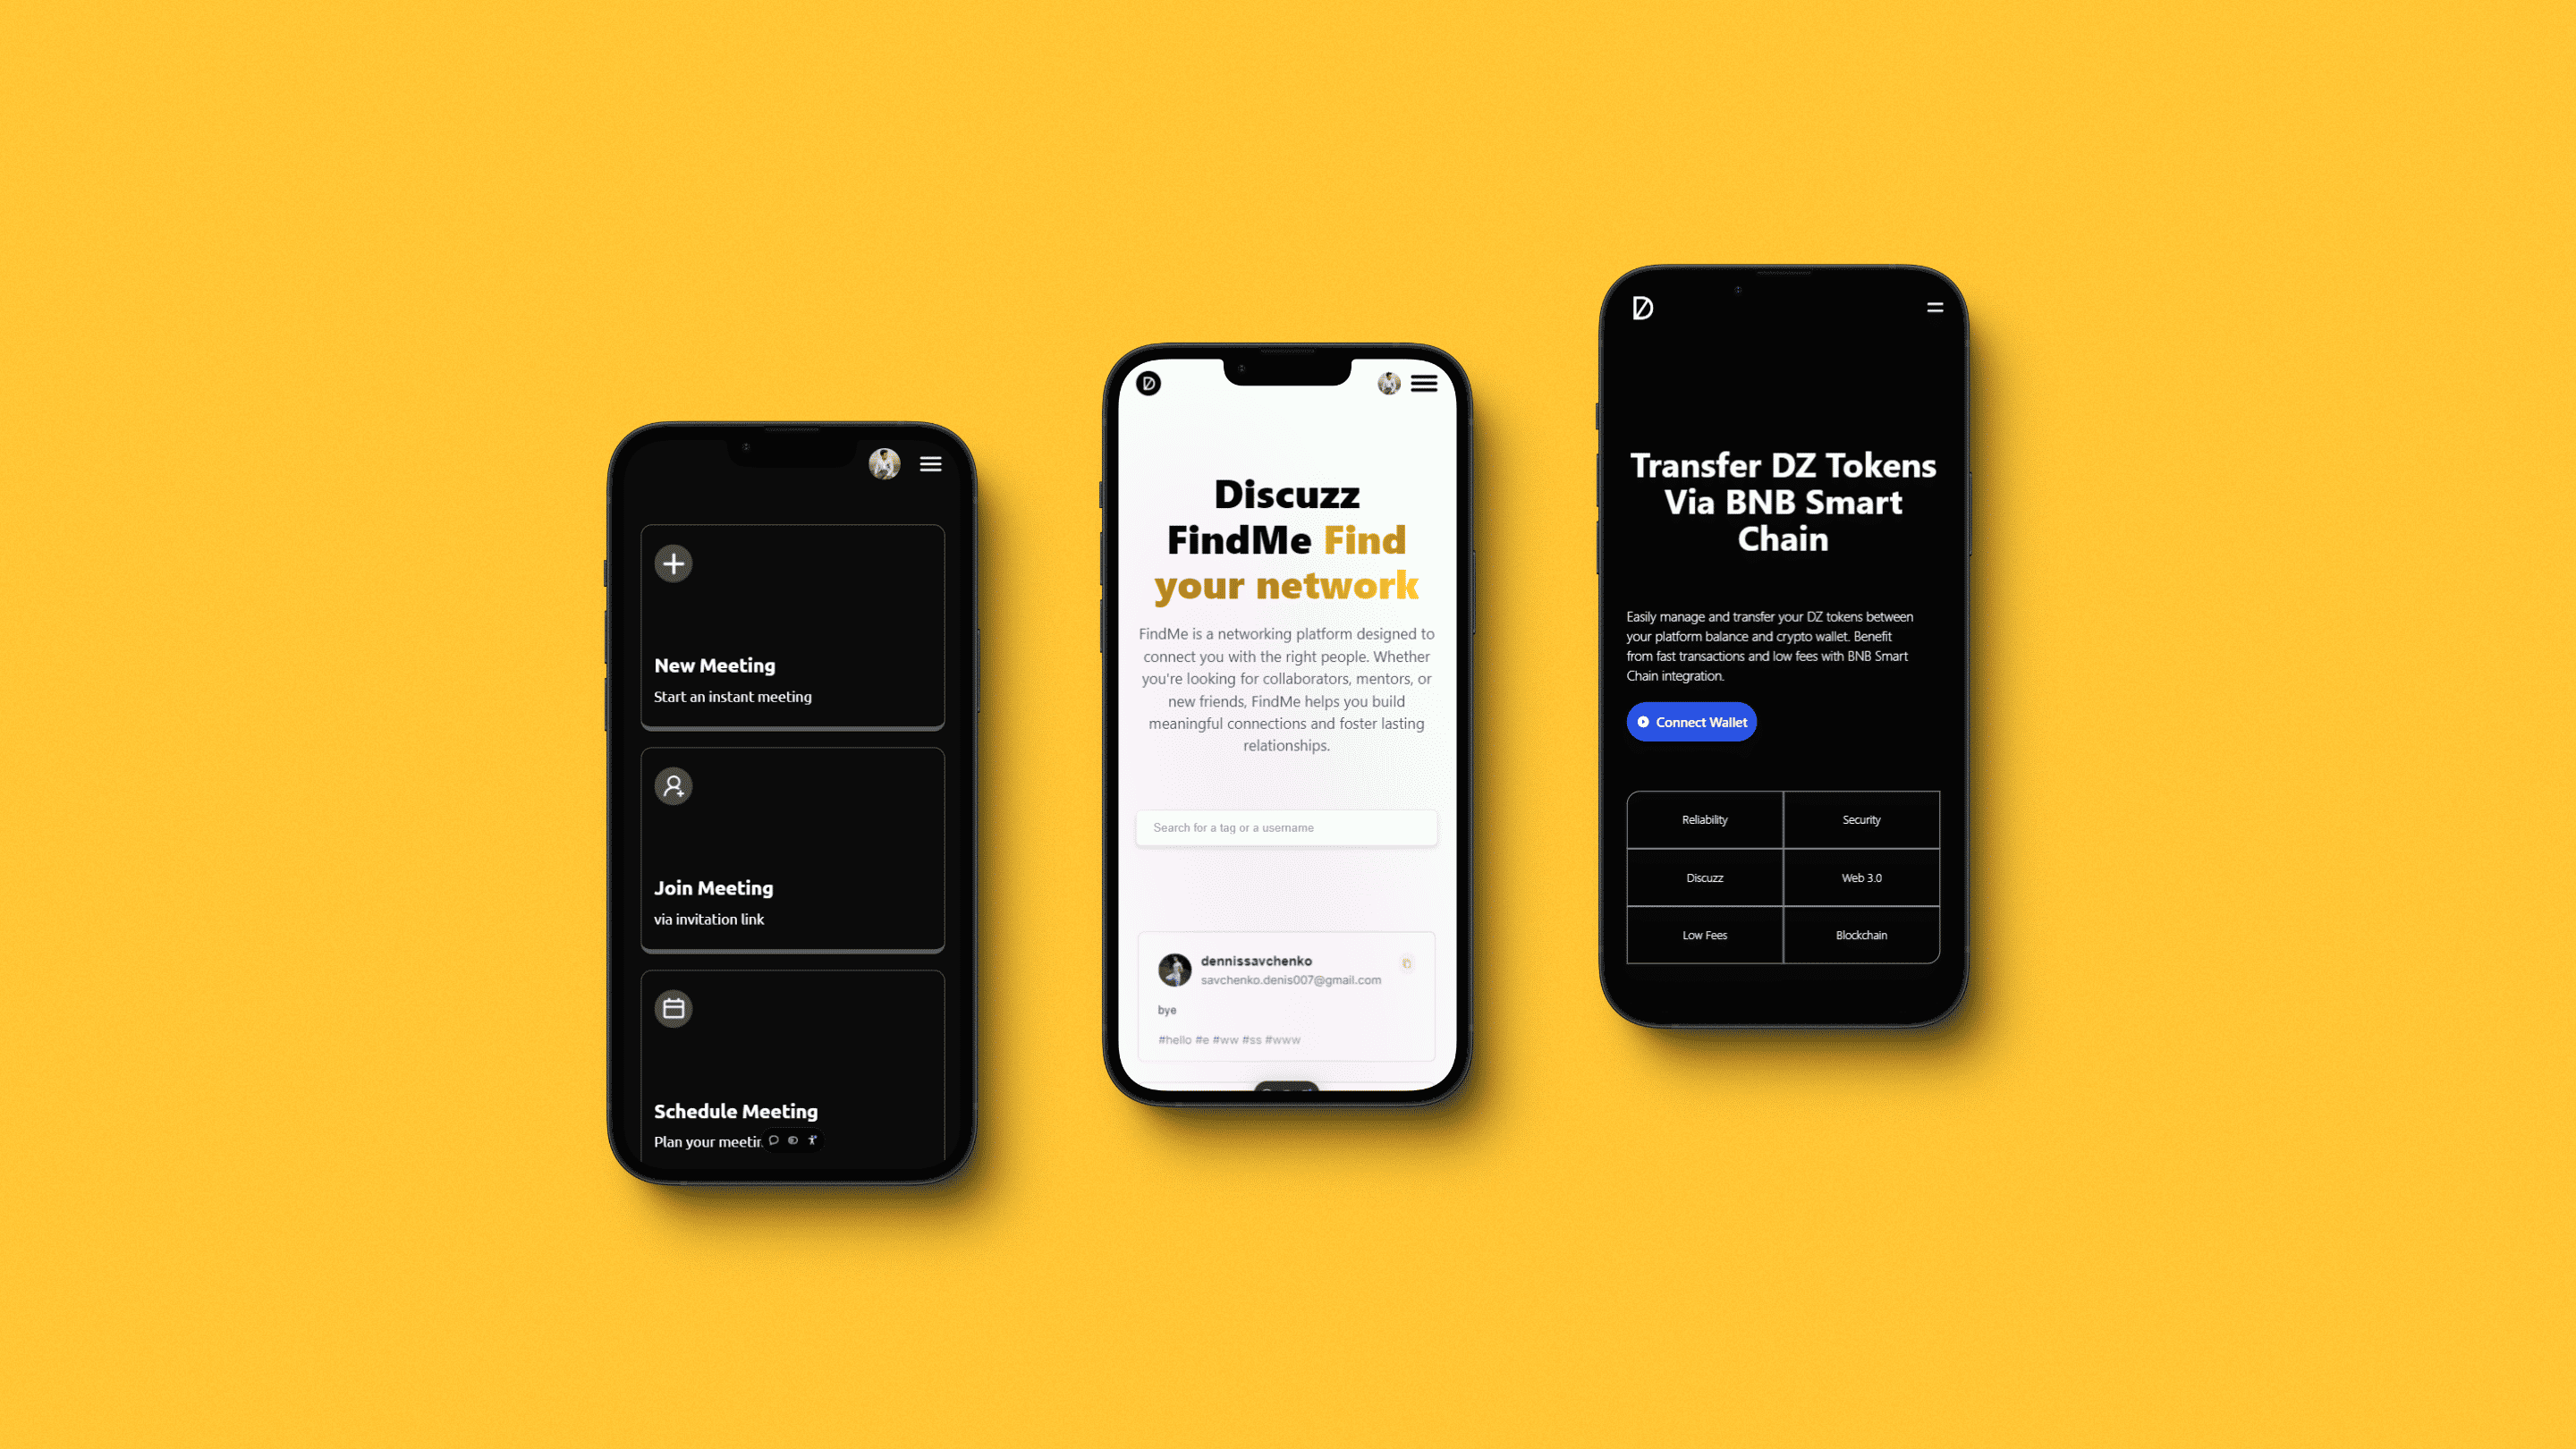 New Meeting
Start an instant meeting
Join Meeting
via invitation link
Schedule Meeting
Plan your
Discuzz
FindMe Find
your network
FindMe is a networking platform designed to
connect you with the right people. Whether
you're looking for collaborators, mentors, or
new friends, FindMe helps you build
meaningful connections and foster lasting
relationships.
Search for a tag or a username
dennissavchenko
savchenko.denis007@gmail.com
bye
#hello #e #ww #ss #www
Transfer DZ Tokens
Via BNB Smart
Chain
Easily manage and transfer your DZ tokens between
your platform balance and crypto wallet. Benefit
from fast transactions and low fees with BNB Smart
Chain integration.
Connect Wallet
Reliability
Security
Discuzz
Web 3.0
Low Fees
Blockchain